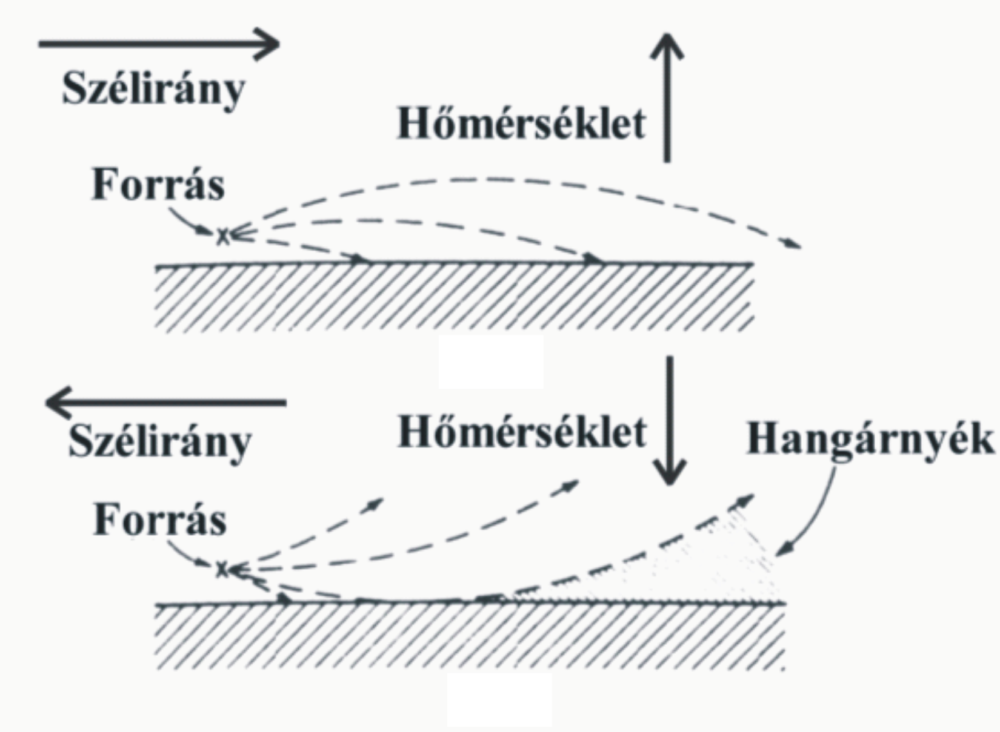 Szélirány
Hőmérséklet
Forrás
Szélirány
Hőmérséklet
Hangárnyék
Forrás